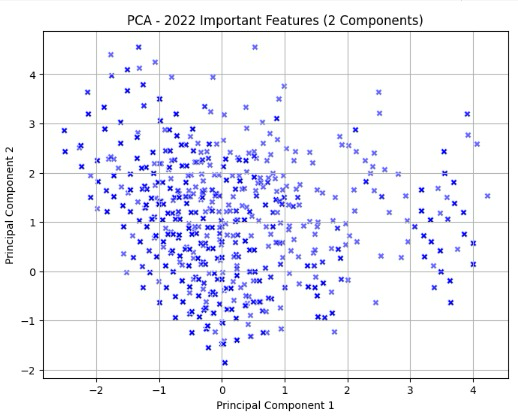 PCA - 2022 Important Features (2 Components)
Principal Component 2
4
3
2
1
0
−1
−2
−2 −1 0 1 2 3 4
Principal Component 1